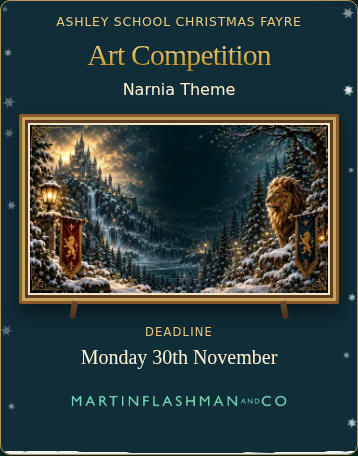 ASHLEY SCHOOL CHRISTMAS FAYRE
Art Competition
Narnia Theme
DEADLINE
Monday 30th November
MARTINFLASHMANANDCO